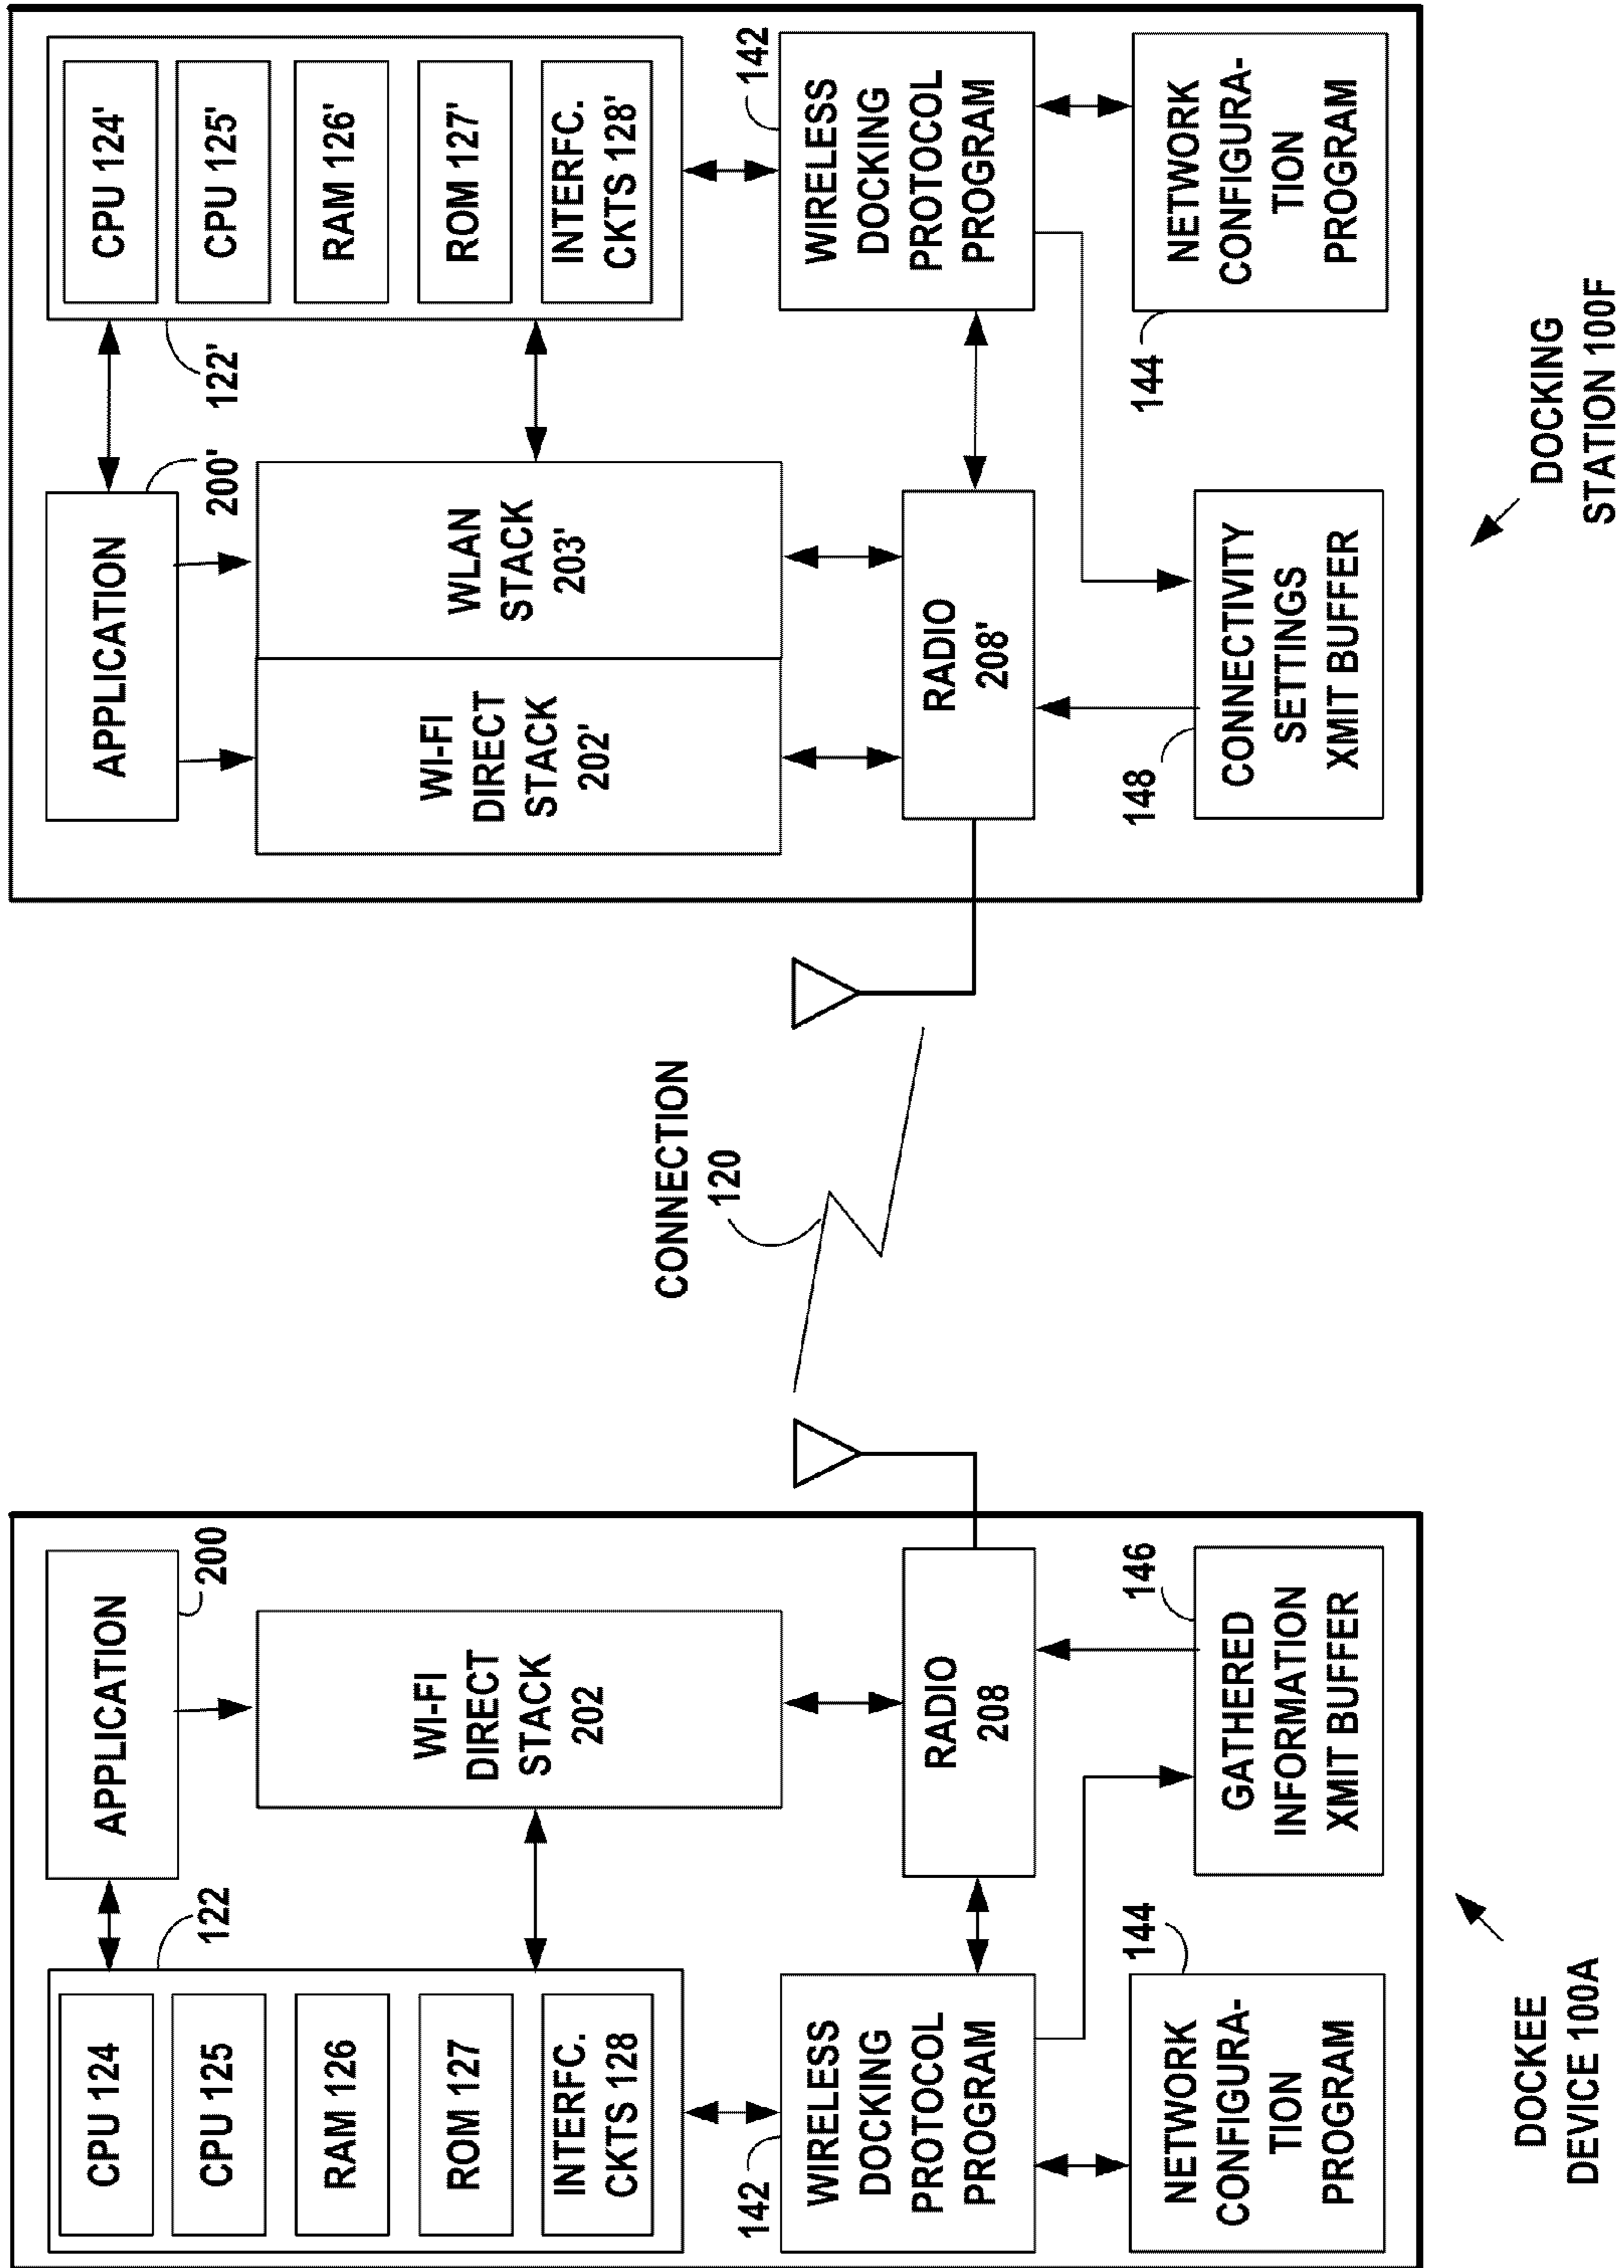 CPU 124
CPU 125
RAM 126
ROM 127
INTERFC.
CKTS 128
122
APPLICATION
200
WI-FI
DIRECT
STACK
202
142
WIRELESS
DOCKING
PROTOCOL
PROGRAM
RADIO
208
144
NETWORK
CONFIGURA-
TION
PROGRAM
146
GATHERED
INFORMATION
XMIT BUFFER
DOCKEE
DEVICE 100A
CONNECTION
120
APPLICATION
200'
122'
CPU 124'
CPU 125'
RAM 126'
ROM 127'
INTERFC.
CKTS 128'
WI-FI
DIRECT
STACK
202'
WLAN
STACK
203'
RADIO
208'
142
WIRELESS
DOCKING
PROTOCOL
PROGRAM
148
CONNECTIVITY
SETTINGS
XMIT BUFFER
144
NETWORK
CONFIGURA-
TION
PROGRAM
DOCKING
STATION 100F